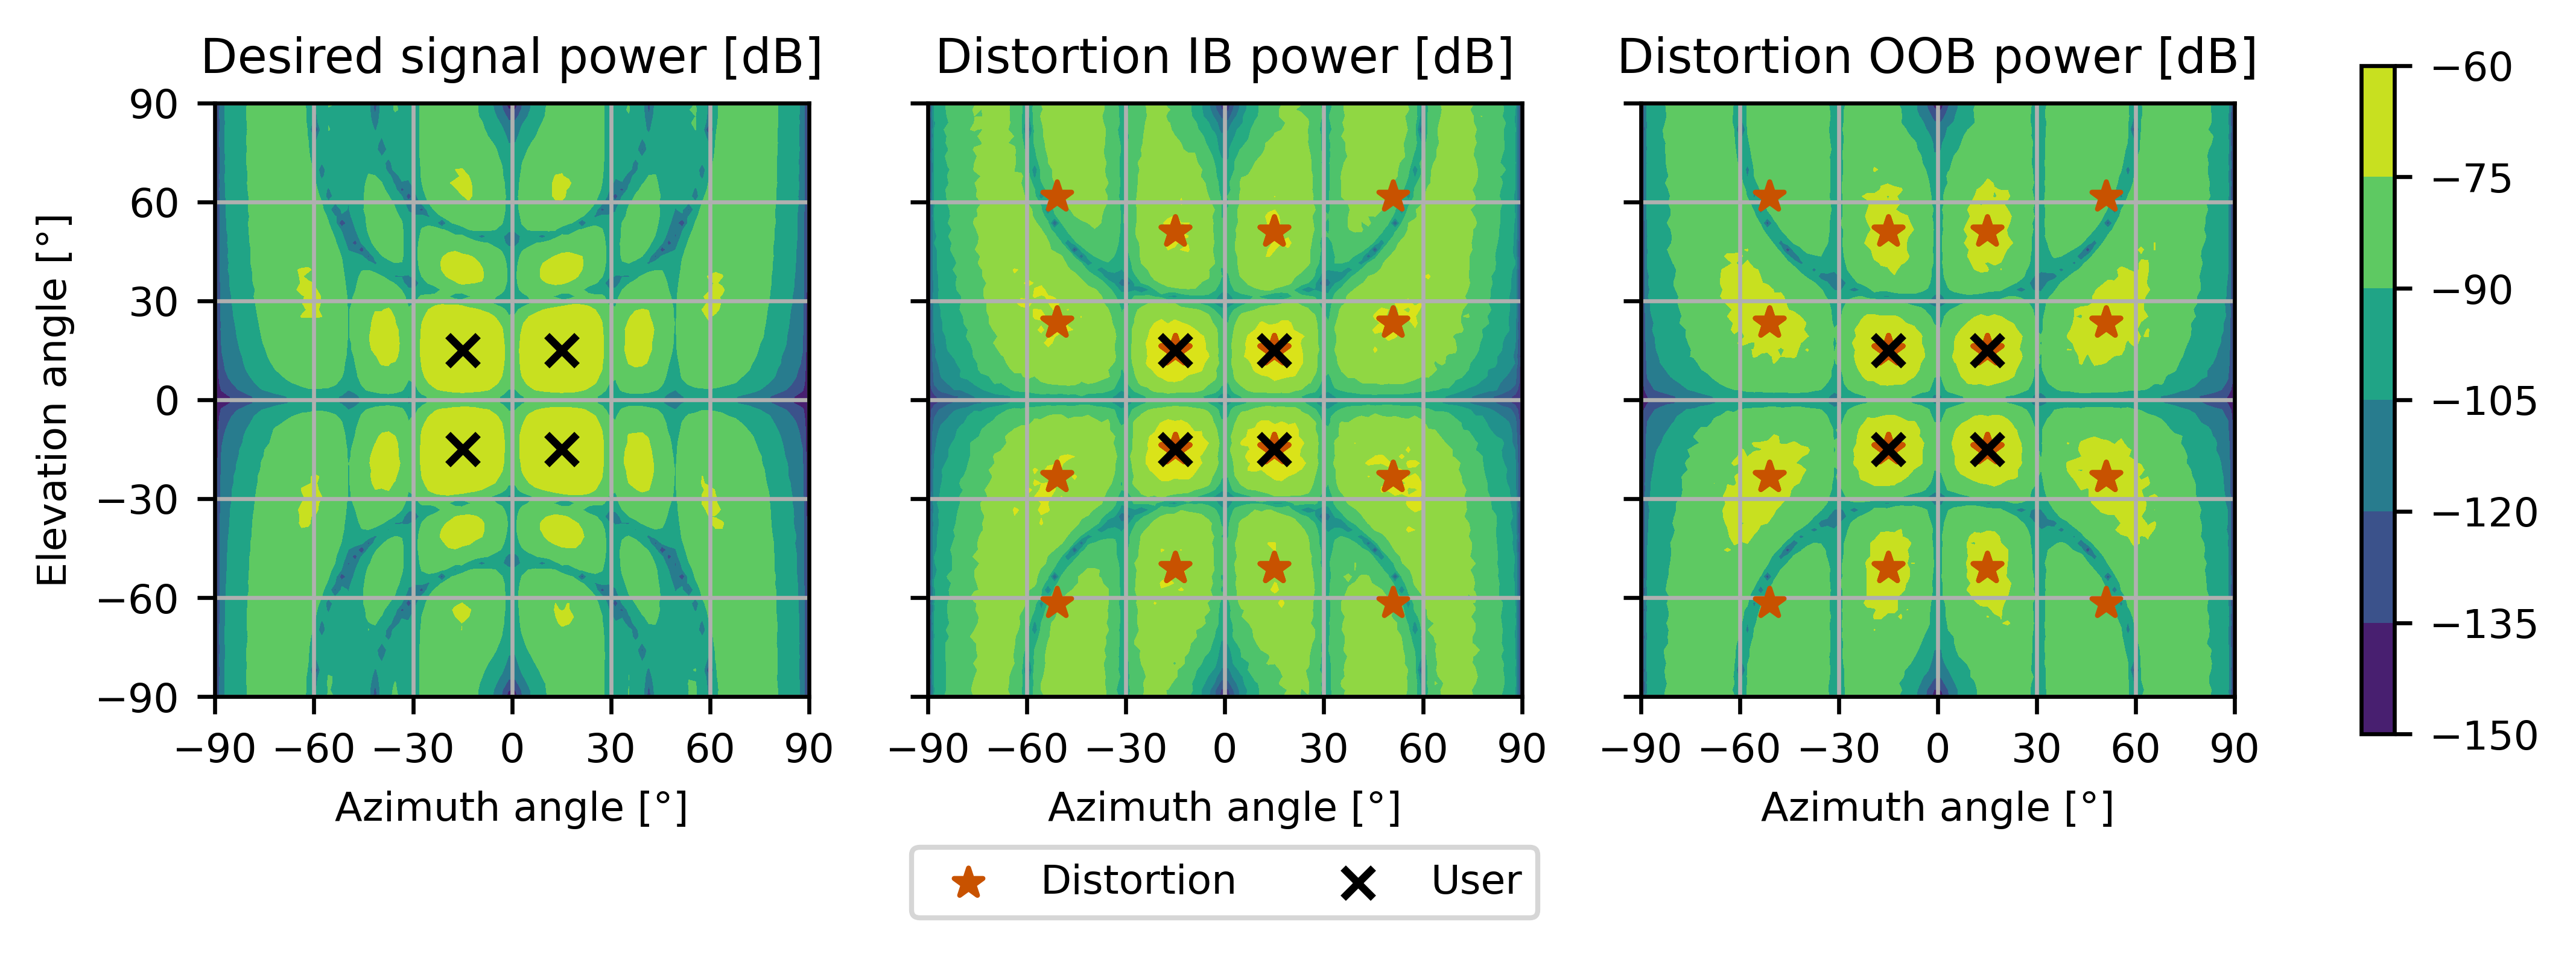 Desired signal power [dB]
Distortion IB power [dB]
Distortion OOB power [dB]
Elevation angle [°]
90
60
30
0
−30
−60
−90
−90 −60 −30 0 30 60 90
−90 −60 −30 0 30 60 90
−90 −60 −30 0 30 60 90
Azimuth angle [°]
Azimuth angle [°]
Azimuth angle [°]
−60
−75
−90
−105
−120
−135
−150
Distortion
User